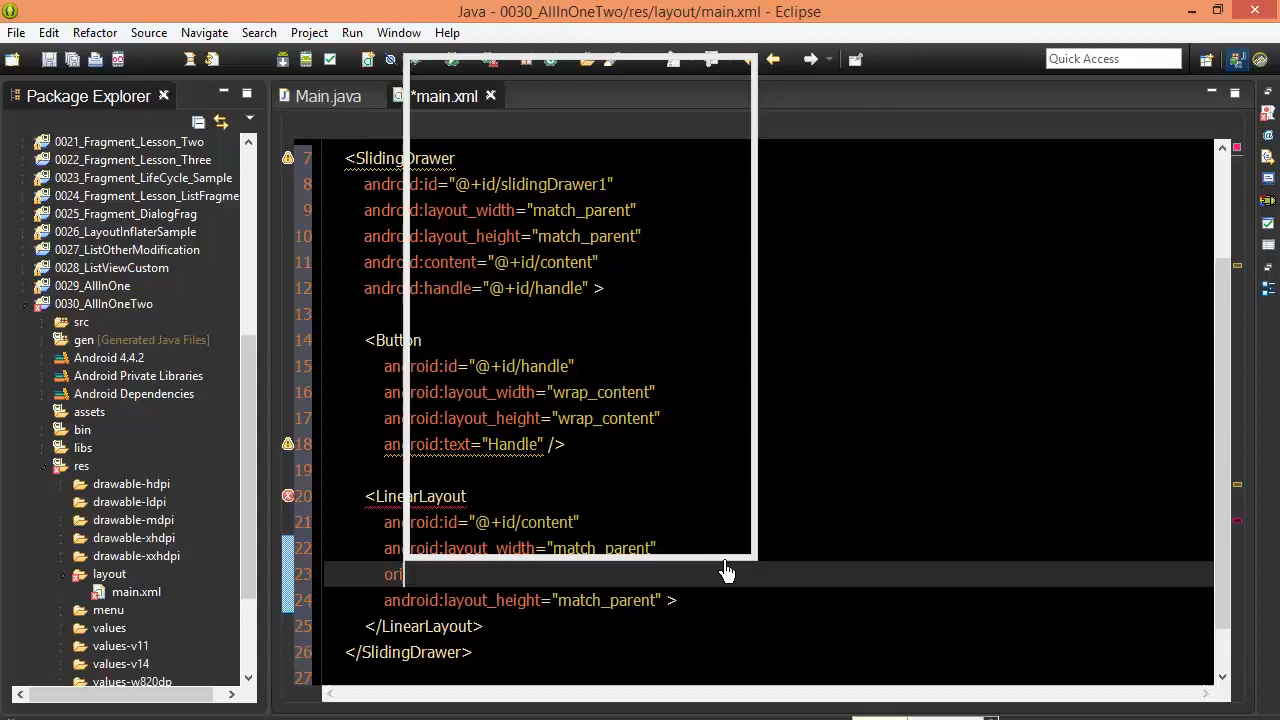 Java - 0030_AllInOneTwo/res/layout/main.xml - Eclipse
File Edit Refactor Source Navigate Search Project Run Window Help
Quick Access
Package Explorer
Main.java
*main.xml
0021_Fragment_Lesson_Two
0022_Fragment_Lesson_Three
0023_Fragment_LifeCycle_Sample
0024_Fragment_Lesson_ListFragme
0025_Fragment_DialogFrag
0026_LayoutInflaterSample
0027_ListOtherModification
0028_ListViewCustom
0029_AllInOne
0030_AllInOneTwo
src
gen [Generated Java Files]
Android 4.4.2
Android Private Libraries
Android Dependencies
assets
bin
libs
res
drawable-hdpi
drawable-ldpi
drawable-mdpi
drawable-xhdpi
drawable-xxhdpi
layout
main.xml
menu
values
values-v11
values-v14
values-w820dp
7 <SlidingDrawer
8 android:id="@+id/slidingDrawer1"
9 android:layout_width="match_parent"
10 android:layout_height="match_parent"
11 android:content="@+id/content"
12 android:handle="@+id/handle" >
13
14 <Button
15 android:id="@+id/handle"
16 android:layout_width="wrap_content"
17 android:layout_height="wrap_content"
18 android:text="Handle" />
19
20 <LinearLayout
21 android:id="@+id/content"
22 android:layout_width="match_parent"
23 ori
24 android:layout_height="match_parent" >
25 </LinearLayout>
26 </SlidingDrawer>
27